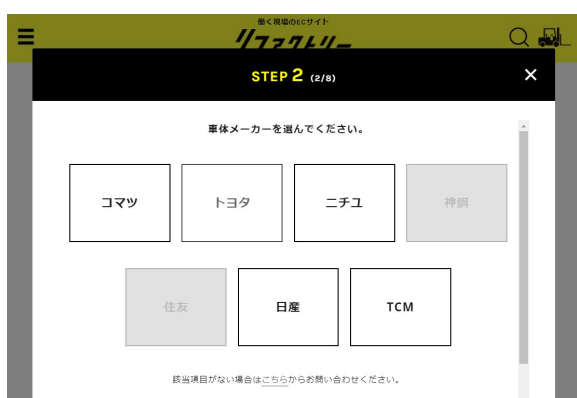 働く現場のECサイト
リファクトリー
STEP 2 (2/8)
×
車体メーカーを選んでください。
コマツ
トヨタ
ニチユ
神鋼
住友
日産
TCM
該当項目がない場合はこちらからお問い合わせください。